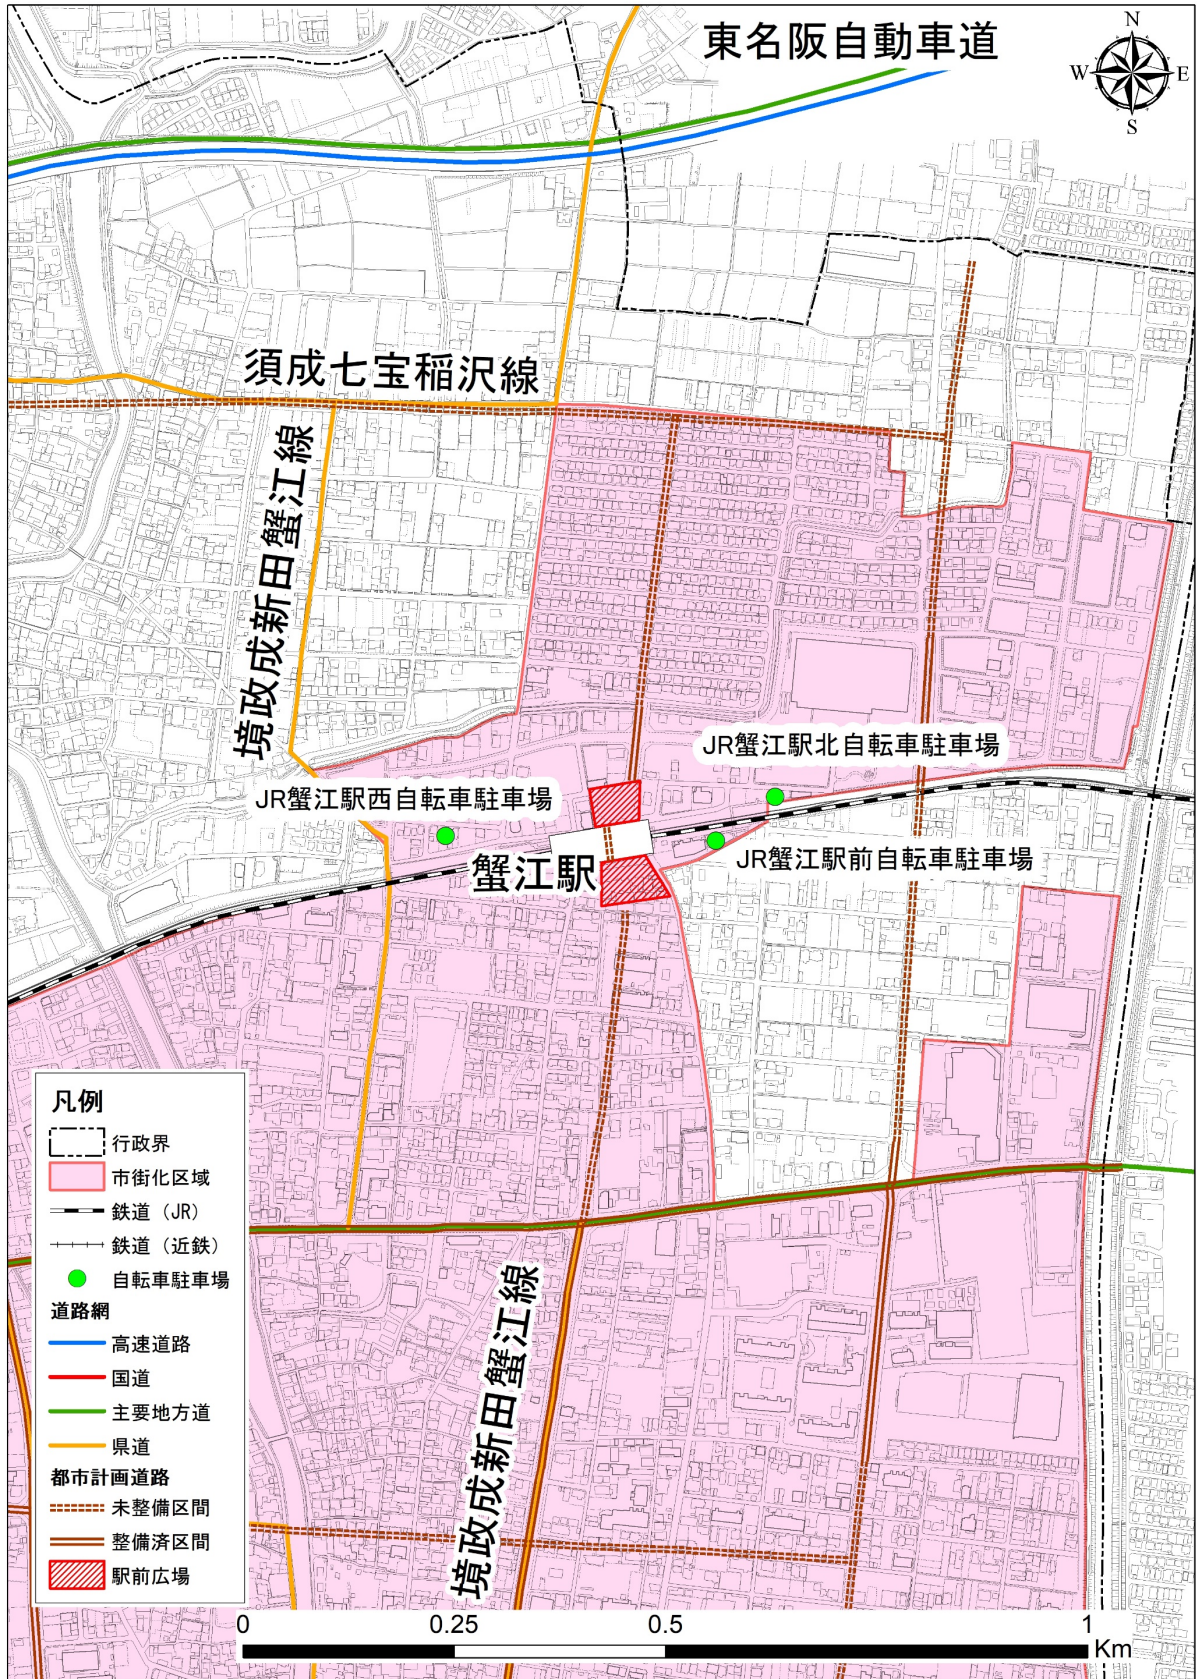 東名阪自動車道
N
W
E
S
須成七宝稲沢線
境政成新田蟹江線
JR蟹江駅北自転車駐車場
JR蟹江駅西自転車駐車場
JR蟹江駅前自転車駐車場
蟹江駅
境政成新田蟹江線
凡例
行政界
市街化区域
鉄道（JR）
鉄道（近鉄）
自転車駐車場
道路網
高速道路
国道
主要地方道
県道
都市計画道路
未整備区間
整備済区間
駅前広場
0 0.25 0.5 1
Km